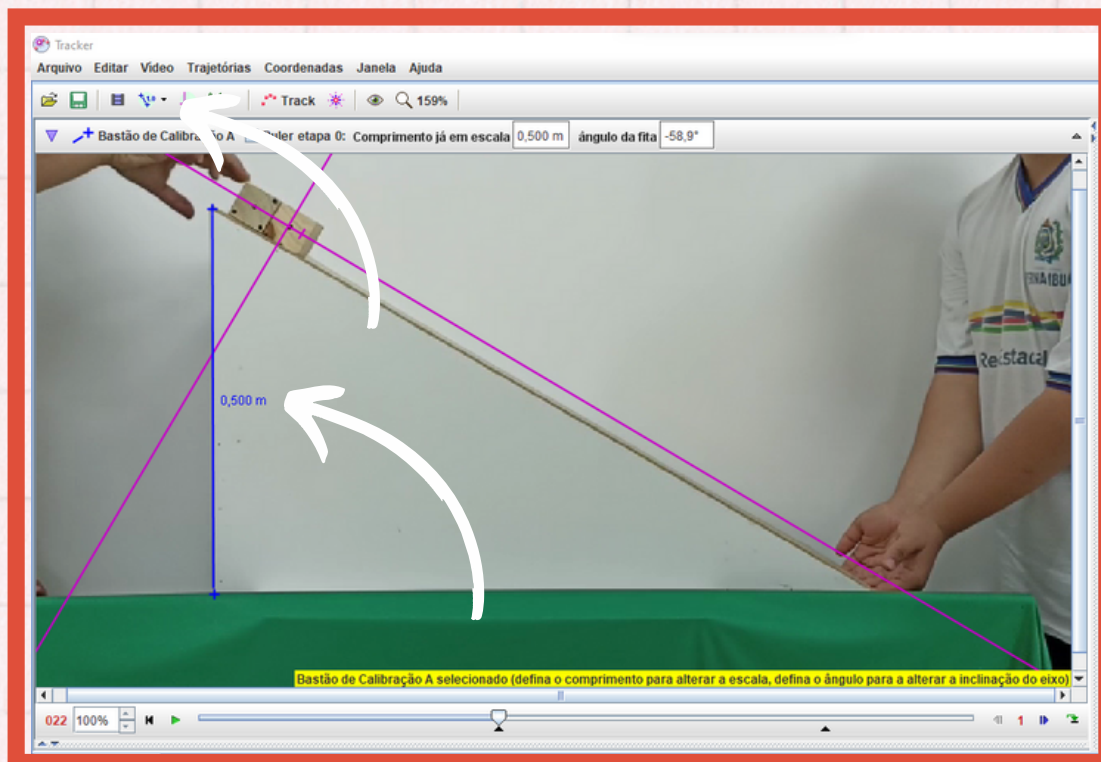 Tracker
Arquivo Editar Vídeo Trajetórias Coordenadas Janela Ajuda
Track 159%
Bastão de Calibração A etapa 0: Comprimento já em escala 0,500 m ângulo da fita -58,9°
0,500 m
Bastão de Calibração A selecionado (defina o comprimento para alterar a escala, defina o ângulo para a alterar a inclinação do eixo)
022 100% 1